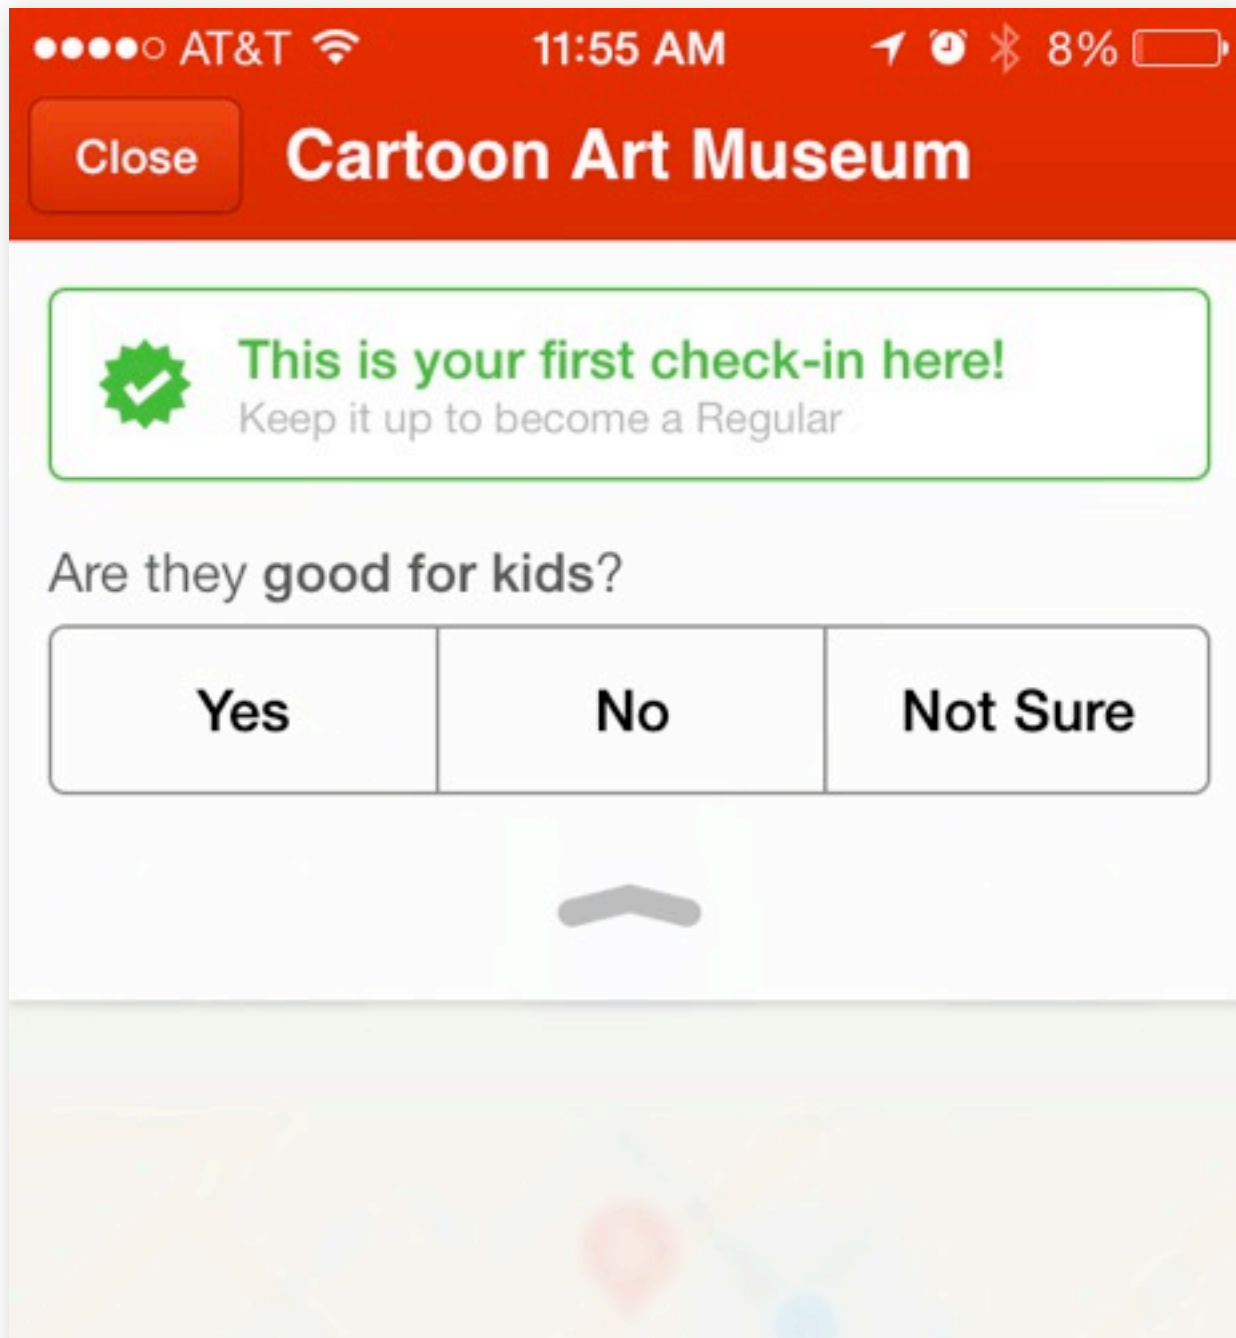 AT&T 11:55 AM 8%
Close Cartoon Art Museum
This is your first check-in here!
Keep it up to become a Regular
Are they good for kids?
Yes No Not Sure